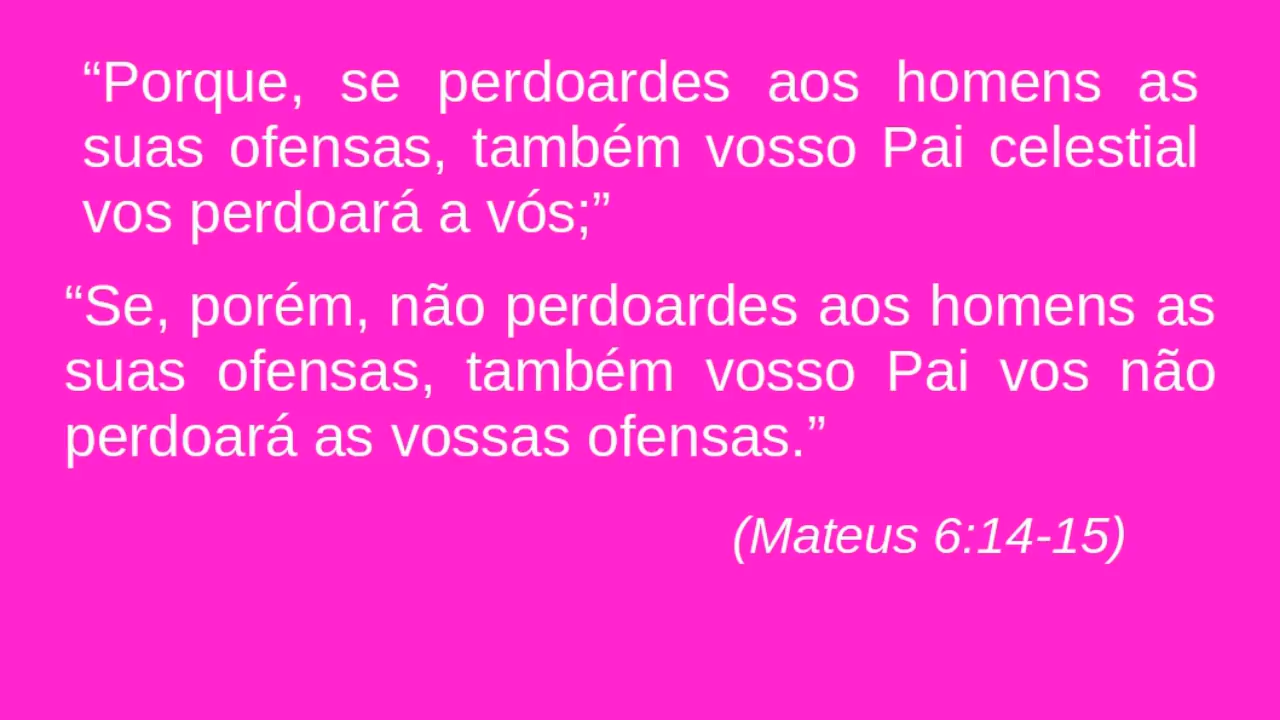 “Porque, se perdoardes aos homens as
suas ofensas, também vosso Pai celestial
vos perdoará a vós;”
“Se, porém, não perdoardes aos homens as
suas ofensas, também vosso Pai vos não
perdoará as vossas ofensas.”
(Mateus 6:14-15)